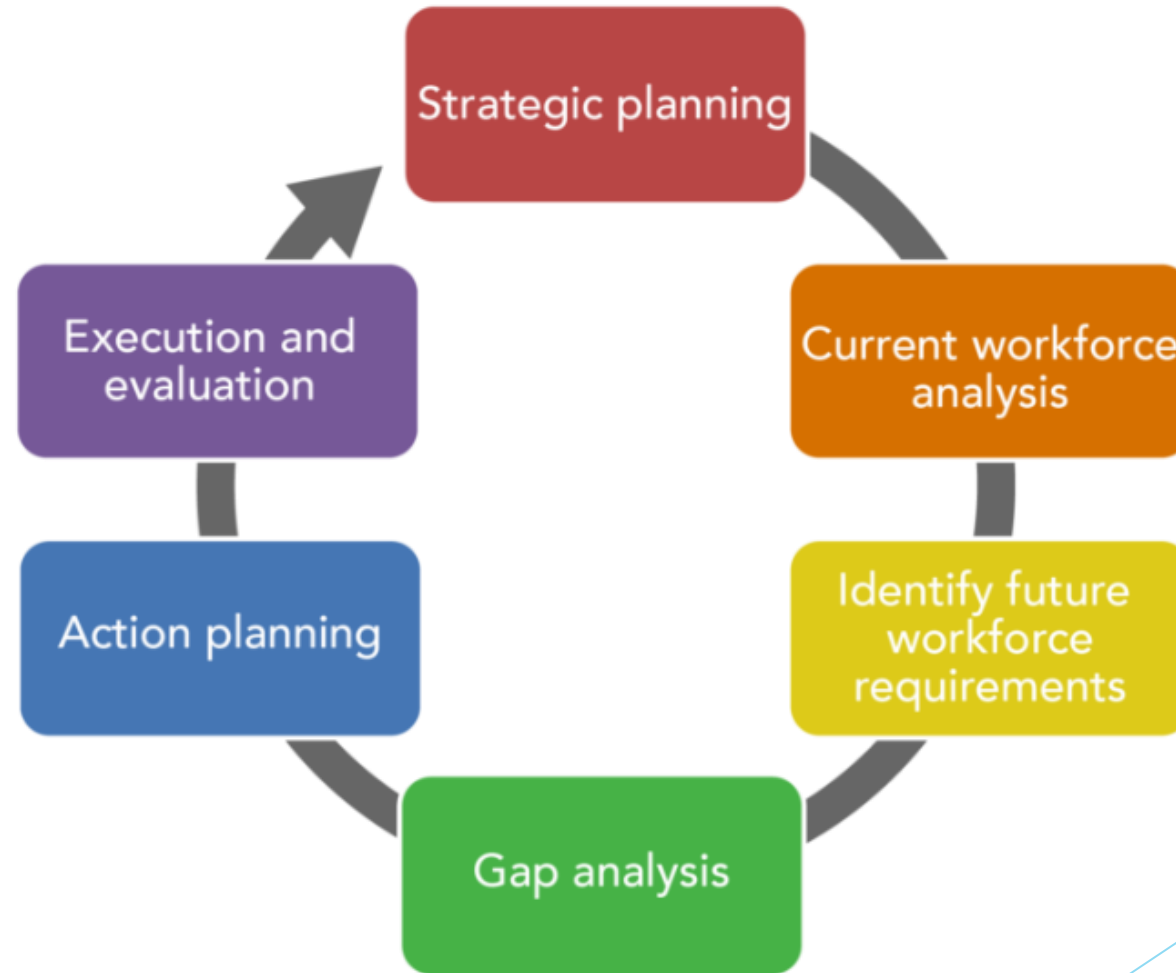 Strategic planning
Current workforce
analysis
Identify future
workforce
requirements
Gap analysis
Action planning
Execution and
evaluation